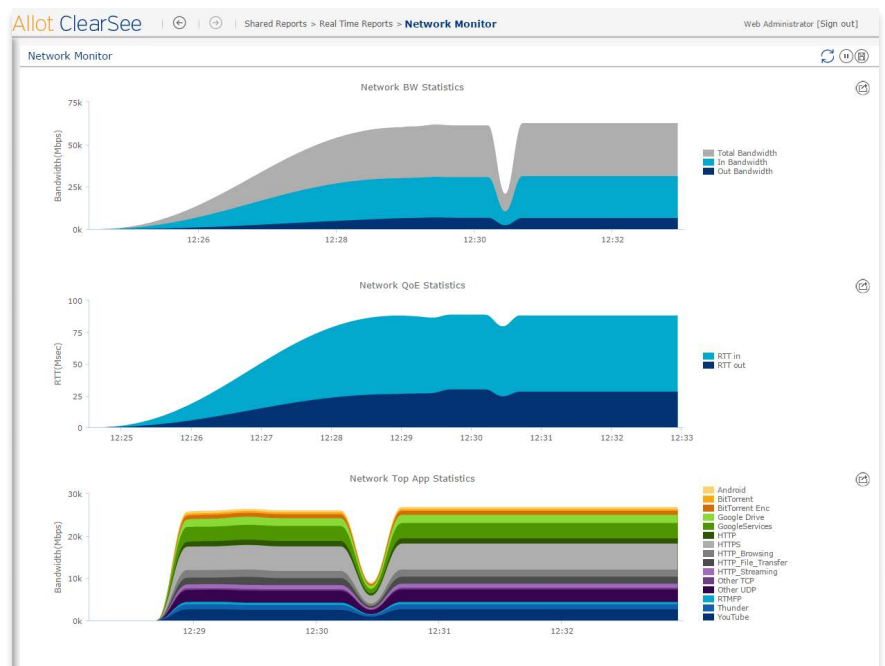 Allot ClearSee
Shared Reports > Real Time Reports > Network Monitor
Web Administrator [Sign out]
Network Monitor
Network BW Statistics
75k
50k
25k
0k
Bandwidth(Mbps)
12:26 12:28 12:30 12:32
Total Bandwidth
In Bandwidth
Out Bandwidth
Network QoE Statistics
100
75
50
25
0
RTT(Msec)
12:25 12:26 12:27 12:28 12:29 12:30 12:31 12:32 12:33
RTT in
RTT out
Network Top App Statistics
30k
20k
10k
0k
Bandwidth(Mbps)
12:29 12:30 12:31 12:32
Android
BitTorrent
BitTorrent Enc
Google Drive
GoogleServices
HTTP
HTTPS
HTTP_Browsing
HTTP_File_Transfer
HTTP_Streaming
Other TCP
Other UDP
RTMFP
Thunder
YouTube